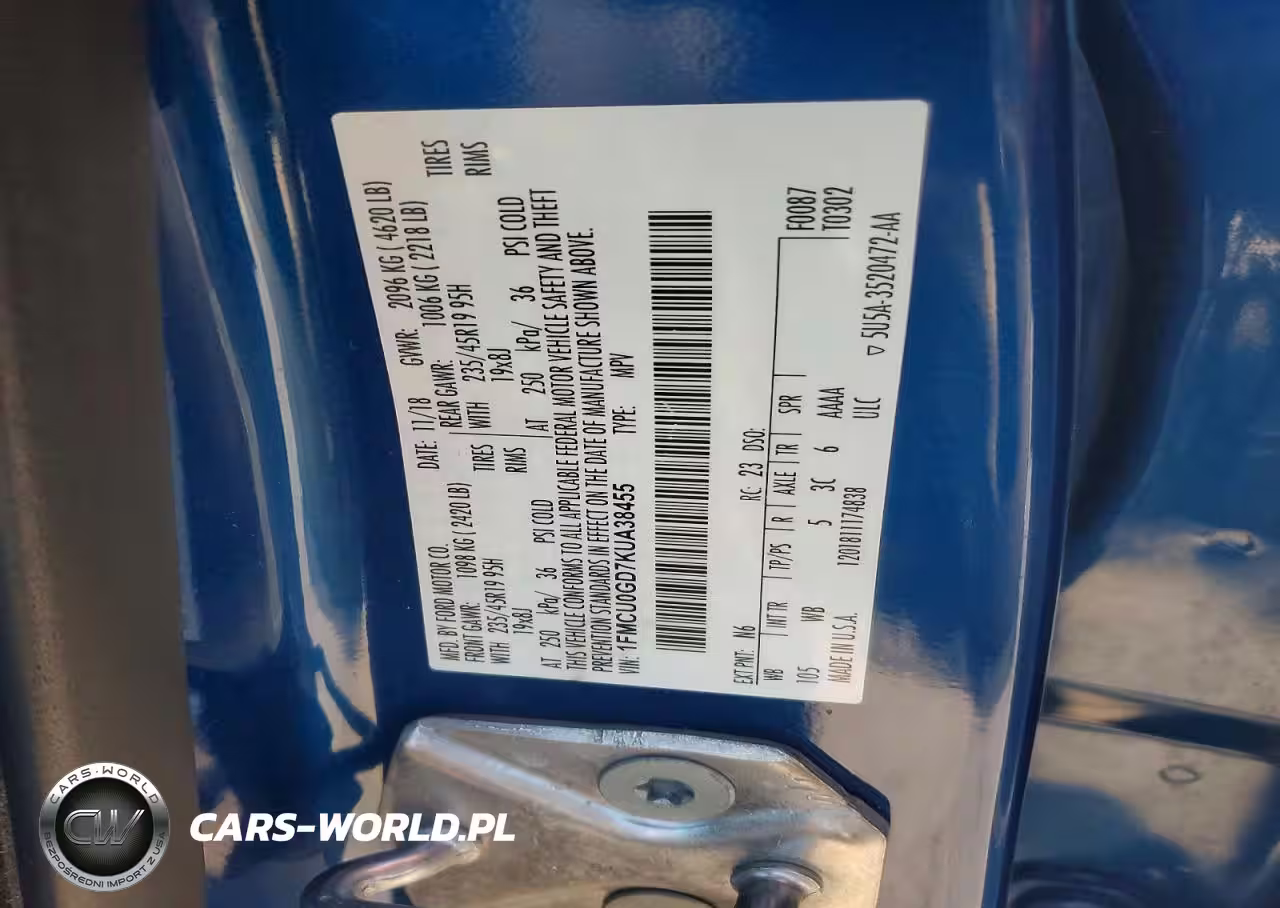 MFD. BY FORD MOTOR CO. DATE: 11/18 GVWR: 2096 KG ( 4620 LB)
FRONT GAWR: 1098 KG ( 2420 LB) REAR GAWR: 1006 KG ( 2218 LB)
WITH 235/45R19 95H TIRES WITH 235/45R19 95H TIRES
19x8J RIMS 19x8J RIMS
AT 250 kPa/ 36 PSI COLD AT 250 kPa/ 36 PSI COLD
THIS VEHICLE CONFORMS TO ALL APPLICABLE FEDERAL MOTOR VEHICLE SAFETY AND THEFT
PREVENTION STANDARDS IN EFFECT ON THE DATE OF MANUFACTURE SHOWN ABOVE.
VIN: 1FMCU0GD7KUA38455 TYPE: MPV
EXT PNT: N6 RC: 23 DSO: F0087
WB INT TR TP/PS R AXLE TR SPR T0302
105 WB 5 3C 6 AAAA
MADE IN U.S.A. 120181174838 ULC ▽ 5U5A-3520472-AA
CARS-WORLD
CW
BEZPOŚREDNI IMPORT Z USA
CARS-WORLD.PL